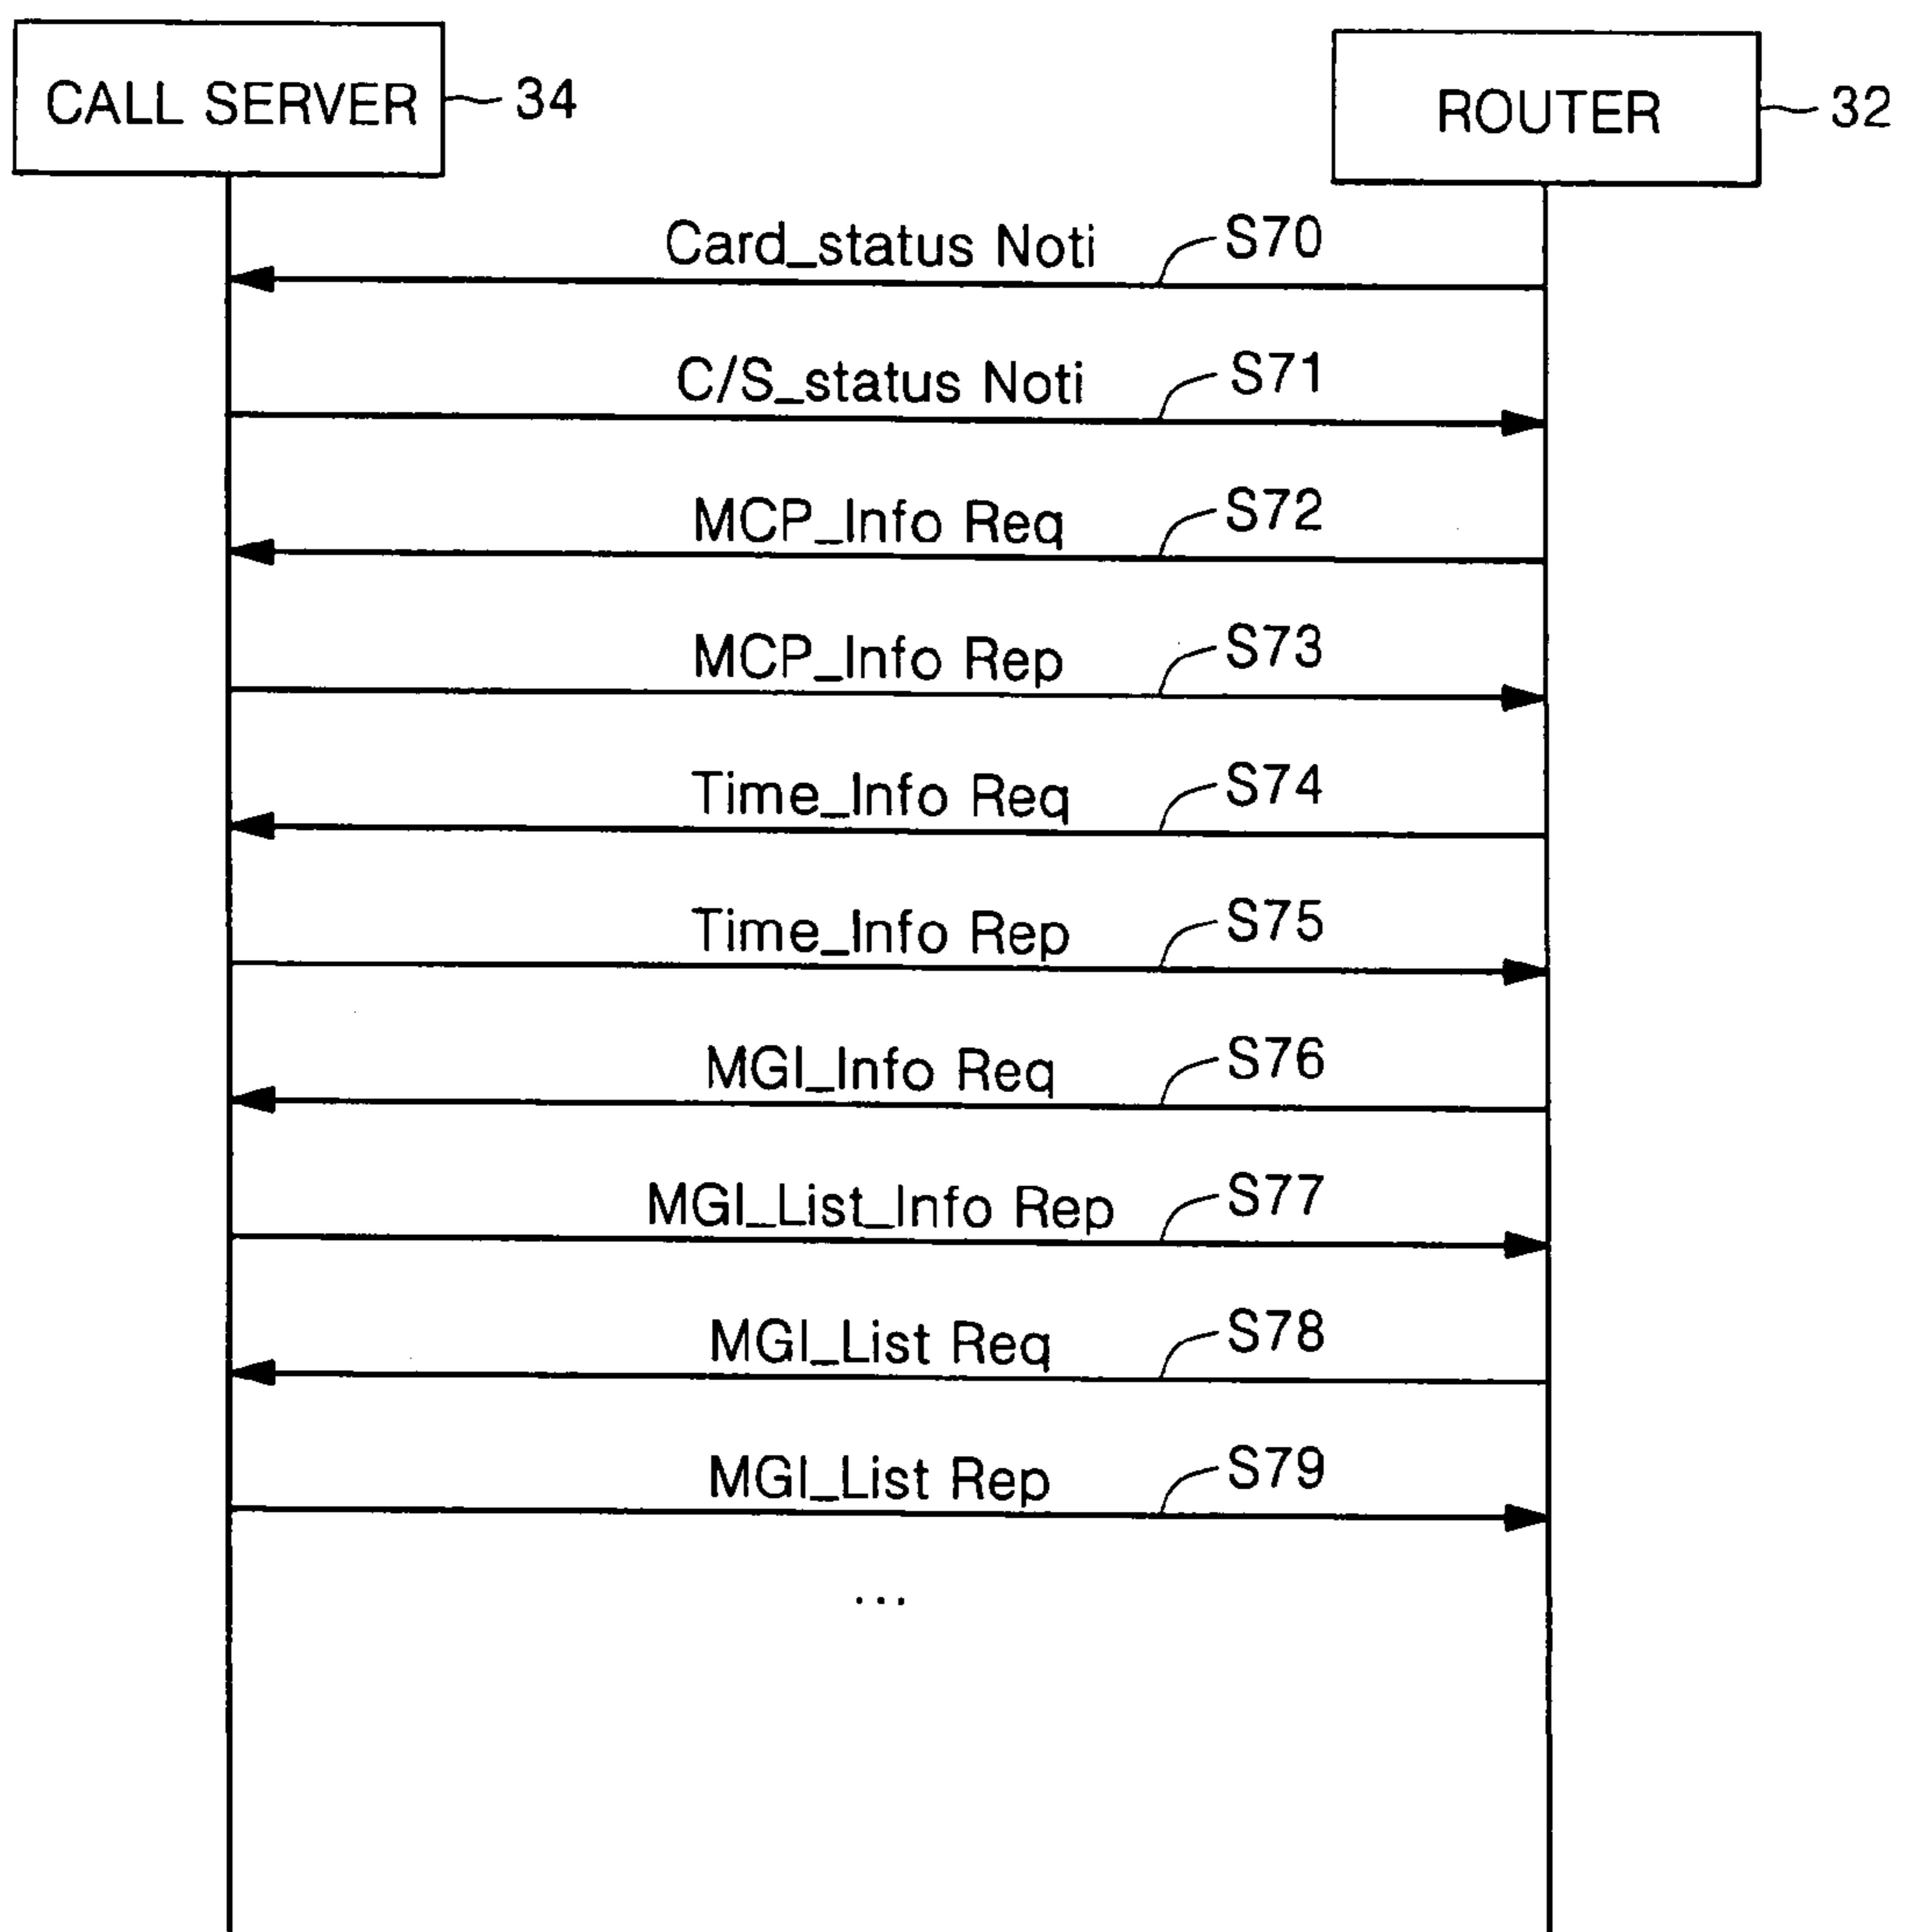 CALL SERVER 34
ROUTER 32
Card_status Noti S70
C/S_status Noti S71
MCP_Info Req S72
MCP_Info Rep S73
Time_Info Req S74
Time_Info Rep S75
MGI_Info Req S76
MGI_List_Info Rep S77
MGI_List Req S78
MGI_List Rep S79
...